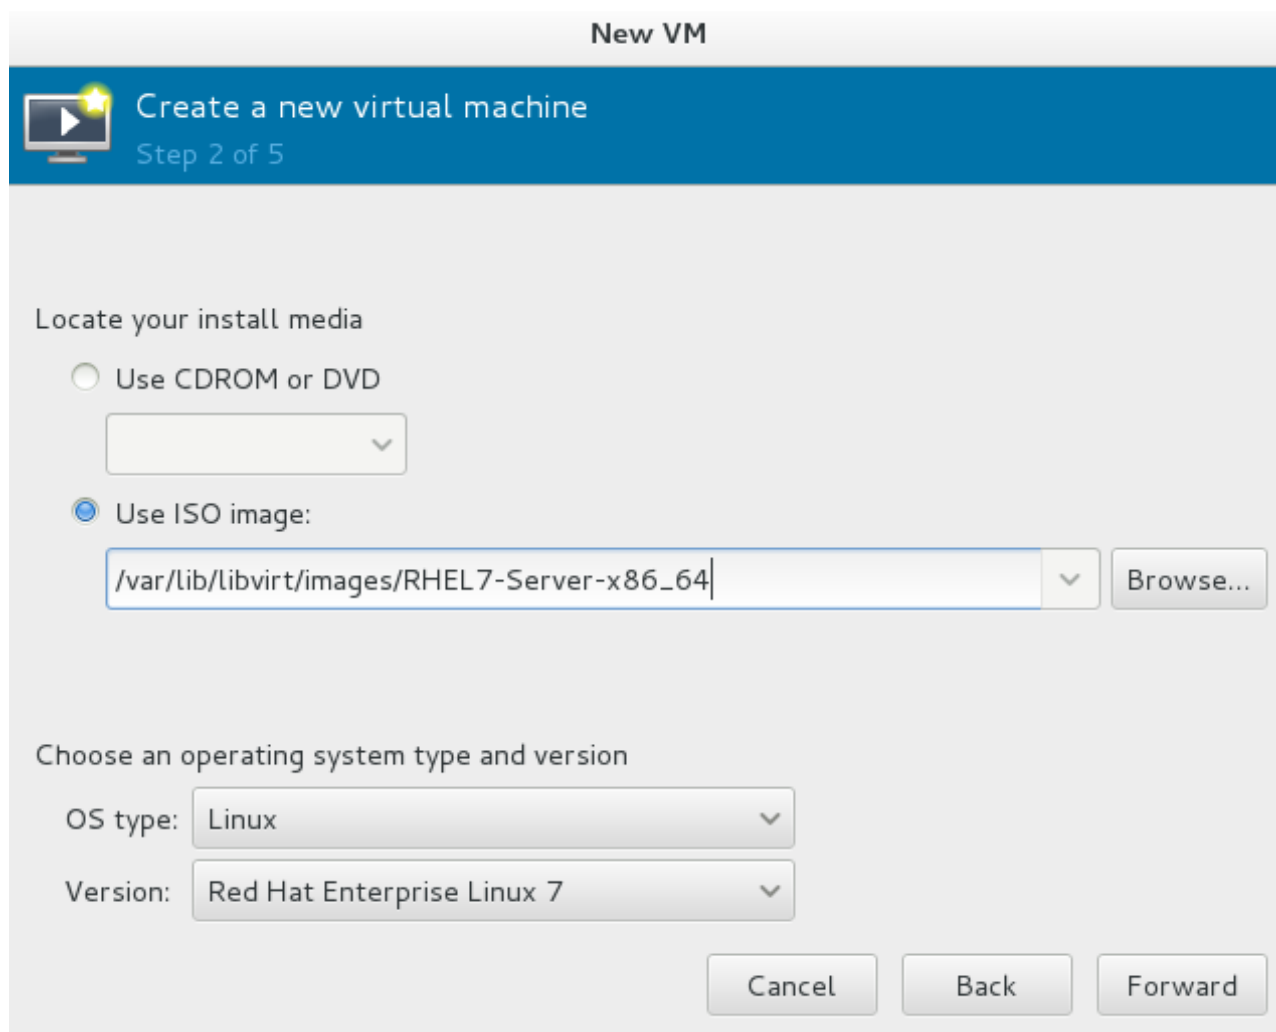 New VM
Create a new virtual machine
Step 2 of 5
Locate your install media
Use CDROM or DVD
Use ISO image:
/var/lib/libvirt/images/RHEL7-Server-x86_64
Browse...
Choose an operating system type and version
OS type: Linux
Version: Red Hat Enterprise Linux 7
Cancel Back Forward